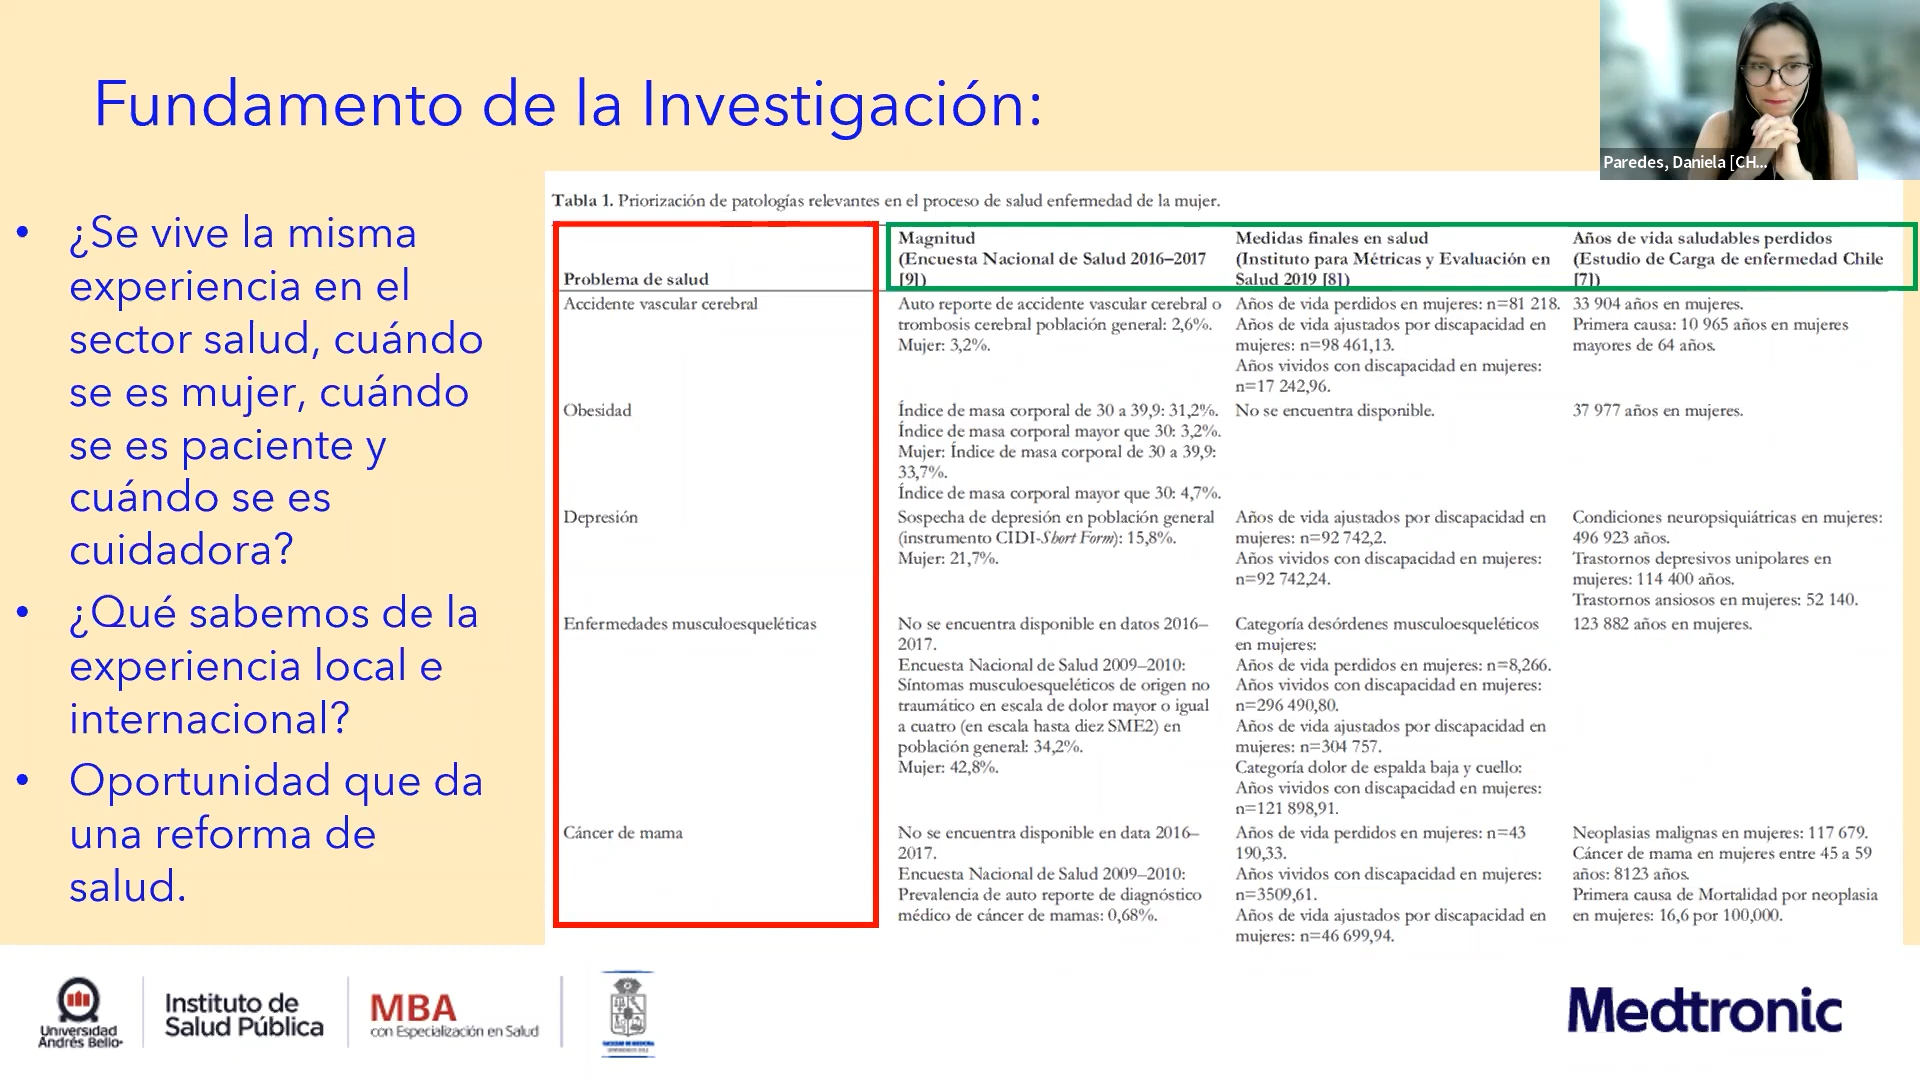 Fundamento de la Investigación:
Paredes, Daniela [CH...
• ¿Se vive la misma
experiencia en el
sector salud, cuándo
se es mujer, cuándo
se es paciente y
cuándo se es
cuidadora?
• ¿Qué sabemos de la
experiencia local e
internacional?
• Oportunidad que da
una reforma de
salud.
Tabla 1. Priorización de patologías relevantes en el proceso de salud enfermedad de la mujer.
Problema de salud
Magnitud
(Encuesta Nacional de Salud 2016–2017
[9])
Medidas finales en salud
(Instituto para Métricas y Evaluación en
Salud 2019 [8])
Años de vida saludables perdidos
(Estudio de Carga de enfermedad Chile
[7])
Accidente vascular cerebral
Auto reporte de accidente vascular cerebral o
trombosis cerebral población general: 2,6%.
Mujer: 3,2%.
Años de vida perdidos en mujeres: n=81 218.
Años de vida ajustados por discapacidad en
mujeres: n=98 461,13.
Años vividos con discapacidad en mujeres:
n=17 242,96.
33 904 años en mujeres.
Primera causa: 10 965 años en mujeres
mayores de 64 años.
Obesidad
Índice de masa corporal de 30 a 39,9: 31,2%.
Índice de masa corporal mayor que 30: 3,2%.
Mujer: Índice de masa corporal de 30 a 39,9:
33,7%.
Índice de masa corporal mayor que 30: 4,7%.
No se encuentra disponible.
37 977 años en mujeres.
Depresión
Sospecha de depresión en población general
(instrumento CIDI-Short Form): 15,8%.
Mujer: 21,7%.
Años de vida ajustados por discapacidad en
mujeres: n=92 742,2.
Años vividos con discapacidad en mujeres:
n=92 742,24.
Condiciones neuropsiquiátricas en mujeres:
496 923 años.
Trastornos depresivos unipolares en
mujeres: 114 400 años.
Trastornos ansiosos en mujeres: 52 140.
Enfermedades musculoesqueléticas
No se encuentra disponible en datos 2016–
2017.
Encuesta Nacional de Salud 2009–2010:
Síntomas musculoesqueléticos de origen no
traumático en escala de dolor mayor o igual
a cuatro (en escala hasta diez SME2) en
población general: 34,2%.
Mujer: 42,8%.
Categoría desórdenes musculoesqueléticos
en mujeres:
Años de vida perdidos en mujeres: n=8,266.
Años vividos con discapacidad en mujeres:
n=296 490,80.
Años de vida ajustados por discapacidad en
mujeres: n=304 757.
Categoría dolor de espalda baja y cuello:
Años vividos con discapacidad en mujeres:
n=121 898,91.
123 882 años en mujeres.
Cáncer de mama
No se encuentra disponible en data 2016–
2017.
Encuesta Nacional de Salud 2009–2010:
Prevalencia de auto reporte de diagnóstico
médico de cáncer de mamas: 0,68%.
Años de vida perdidos en mujeres: n=43
190,33.
Años vividos con discapacidad en mujeres:
n=3509,61.
Años de vida ajustados por discapacidad en
mujeres: n=46 699,94.
Neoplasias malignas en mujeres: 117 679.
Cáncer de mama en mujeres entre 45 a 59
años: 8123 años.
Primera causa de Mortalidad por neoplasia
en mujeres: 16,6 por 100,000.
Universidad
Andrés Bello
Instituto de
Salud Pública
MBA
con Especialización en Salud
Medtronic